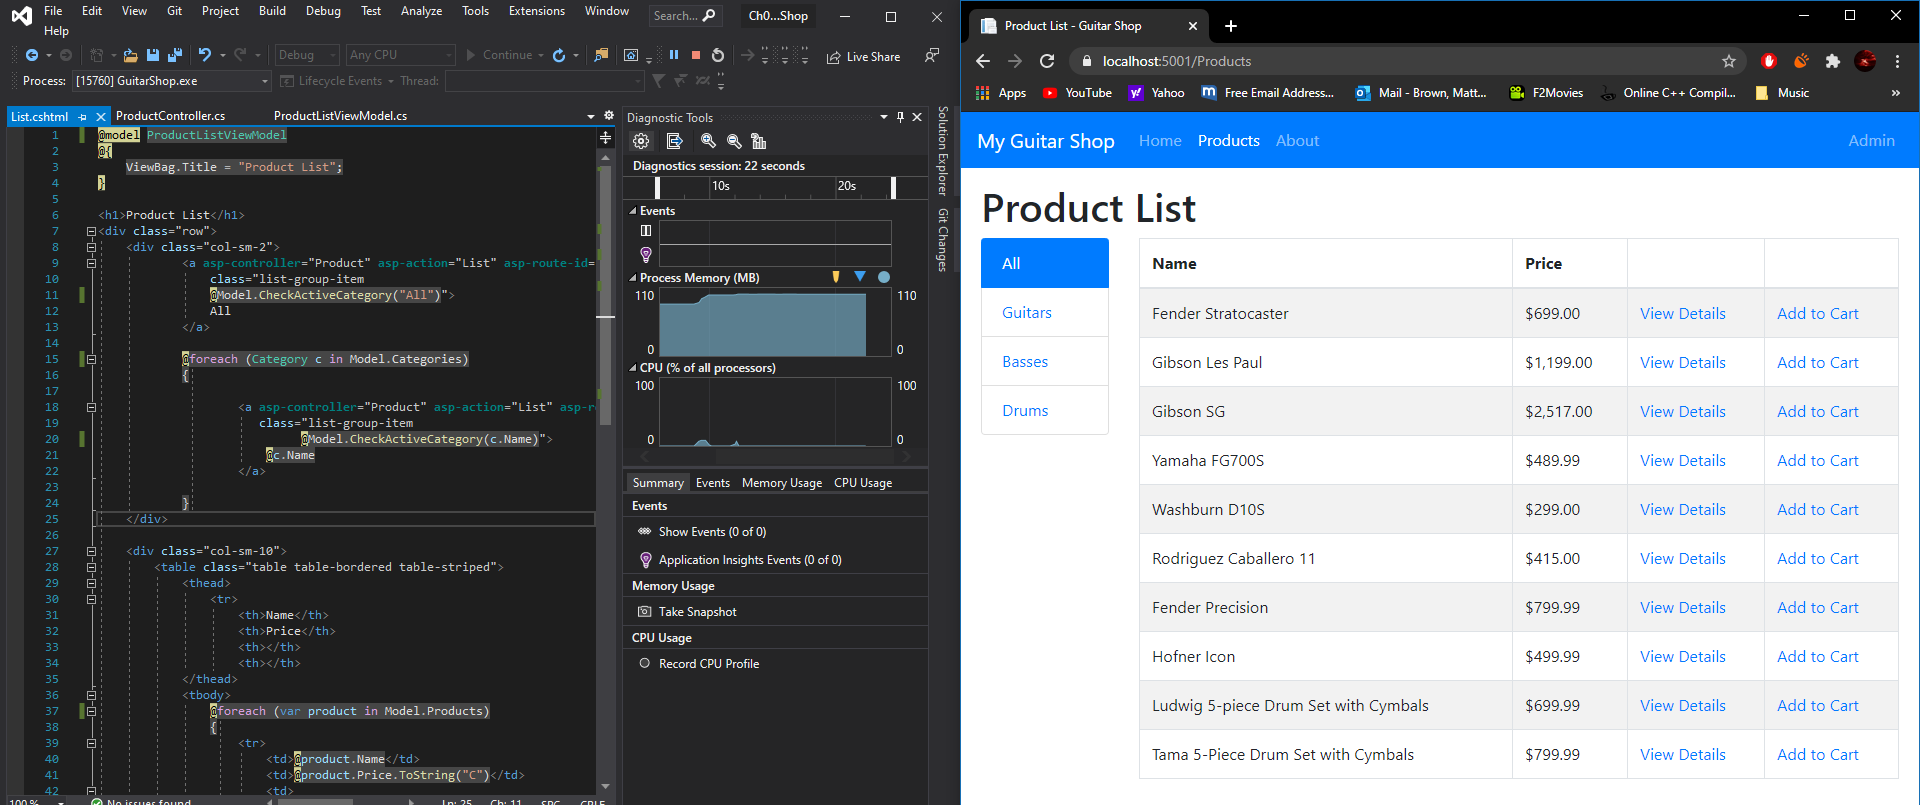 File Edit View Git Project Build Debug Test Analyze Tools Extensions Window Search... Ch0...Shop
Help
Debug Any CPU Continue Live Share
Process: [15760] GuitarShop.exe Lifecycle Events Thread:
List.cshtml ProductController.cs ProductListViewModel.cs
1 @model ProductListViewModel
2 @{
3 ViewBag.Title = "Product List";
4 }
5
6 <h1>Product List</h1>
7 <div class="row">
8 <div class="col-sm-2">
9 <a asp-controller="Product" asp-action="List" asp-route-id=
10 class="list-group-item
11 @Model.CheckActiveCategory("All")">
12 All
13 </a>
14
15 @foreach (Category c in Model.Categories)
16 {
17
18 <a asp-controller="Product" asp-action="List" asp-r
19 class="list-group-item
20 @Model.CheckActiveCategory(c.Name)">
21 @c.Name
22 </a>
23
24 }
25 </div>
26
27 <div class="col-sm-10">
28 <table class="table table-bordered table-striped">
29 <thead>
30 <tr>
31 <th>Name</th>
32 <th>Price</th>
33 <th></th>
34 <th></th>
35 </thead>
36 <tbody>
37 @foreach (var product in Model.Products)
38 {
39 <tr>
40 <td>@product.Name</td>
41 <td>@product.Price.ToString("C")</td>
42 <td>
100 % No issues found Ln: 25 Ch: 11 SPC CRLF
Diagnostic Tools
Diagnostics session: 22 seconds
10s 20s
Events
Process Memory (MB)
110 110
0 0
CPU (% of all processors)
100 100
0 0
Summary Events Memory Usage CPU Usage
Events
Show Events (0 of 0)
Application Insights Events (0 of 0)
Memory Usage
Take Snapshot
CPU Usage
Record CPU Profile
Solution Explorer
Git Changes
Product List - Guitar Shop
localhost:5001/Products
Apps YouTube Yahoo Free Email Address... Mail - Brown, Matt... F2Movies Online C++ Compil... Music »
My Guitar Shop Home Products About Admin
Product List
All
Guitars
Basses
Drums
Name Price
Fender Stratocaster $699.00 View Details Add to Cart
Gibson Les Paul $1,199.00 View Details Add to Cart
Gibson SG $2,517.00 View Details Add to Cart
Yamaha FG700S $489.99 View Details Add to Cart
Washburn D10S $299.00 View Details Add to Cart
Rodriguez Caballero 11 $415.00 View Details Add to Cart
Fender Precision $799.99 View Details Add to Cart
Hofner Icon $499.99 View Details Add to Cart
Ludwig 5-piece Drum Set with Cymbals $699.99 View Details Add to Cart
Tama 5-Piece Drum Set with Cymbals $799.99 View Details Add to Cart